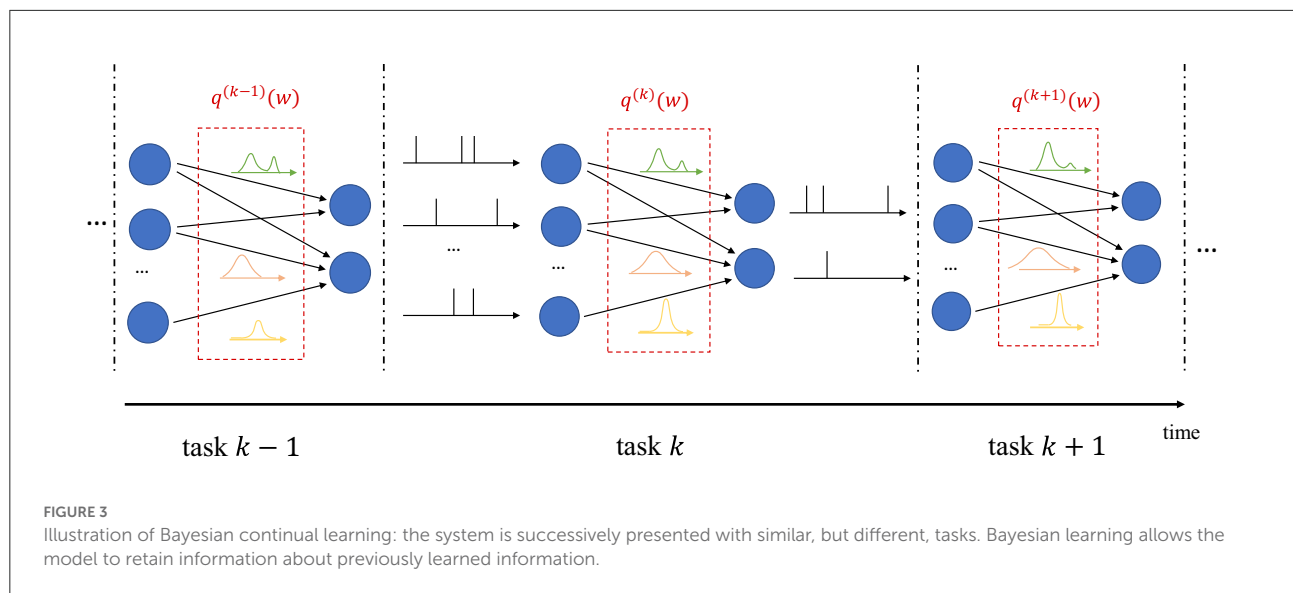 q^{(k−1)}(w)
q^{(k)}(w)
q^{(k+1)}(w)
...
...
...
...
...
...
time
task k − 1
task k
task k + 1
FIGURE 3
Illustration of Bayesian continual learning: the system is successively presented with similar, but different, tasks. Bayesian learning allows the
model to retain information about previously learned information.